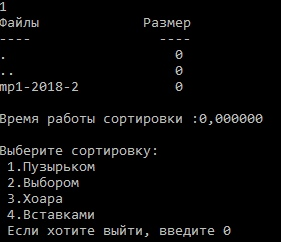 1
Файлы Размер
---- ----
. 0
.. 0
mp1-2018-2 0
Время работы сортировки :0,000000
Выберите сортировку:
1.Пузырьком
2.Выбором
3.Хоара
4.Вставками
Если хотите выйти, введите 0